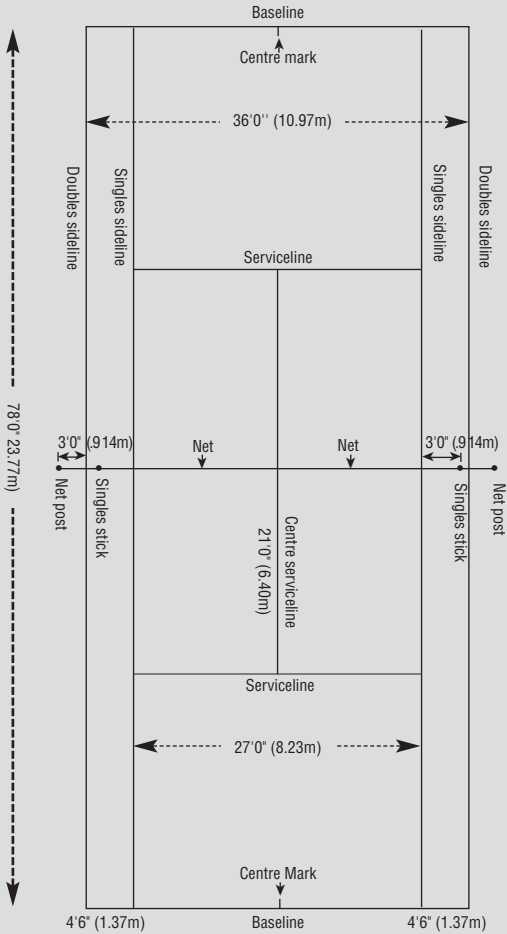 Baseline
Centre mark
36'0'' (10.97m)
Doubles sideline
Singles sideline
Singles sideline
Doubles sideline
Serviceline
78'0" 23.77m)
3'0" (.914m)
Net
Net
3'0" (.914m)
Net post
Singles stick
Singles stick
Net post
Centre serviceline
21'0" (6.40m)
Serviceline
27'0" (8.23m)
Centre Mark
4'6" (1.37m)
Baseline
4'6" (1.37m)